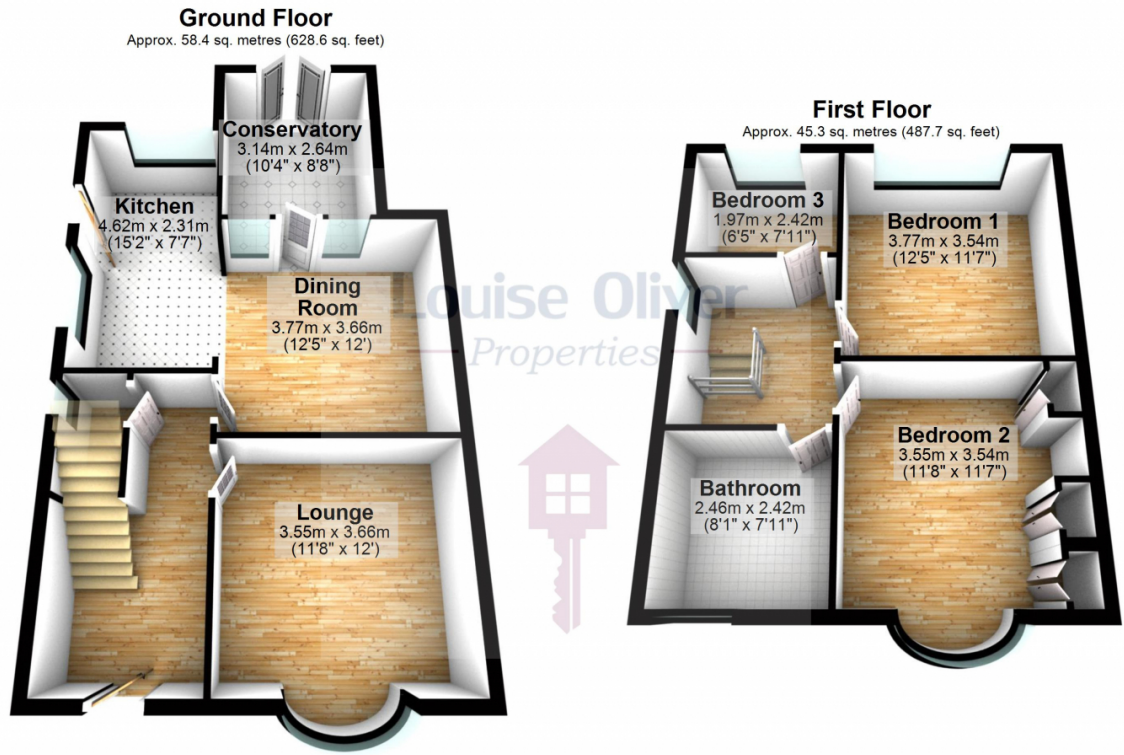 Ground Floor
Approx. 58.4 sq. metres (628.6 sq. feet)
Conservatory
3.14m x 2.64m
(10'4" x 8'8")
Kitchen
4.62m x 2.31m
(15'2" x 7'7")
Dining
Room
3.77m x 3.66m
(12'5" x 12')
Lounge
3.55m x 3.66m
(11'8" x 12')
First Floor
Approx. 45.3 sq. metres (487.7 sq. feet)
Bedroom 3
1.97m x 2.42m
(6'5" x 7'11")
Bedroom 1
3.77m x 3.54m
(12'5" x 11'7")
Bedroom 2
3.55m x 3.54m
(11'8" x 11'7")
Bathroom
2.46m x 2.42m
(8'1" x 7'11")
Louise Oliver
Properties